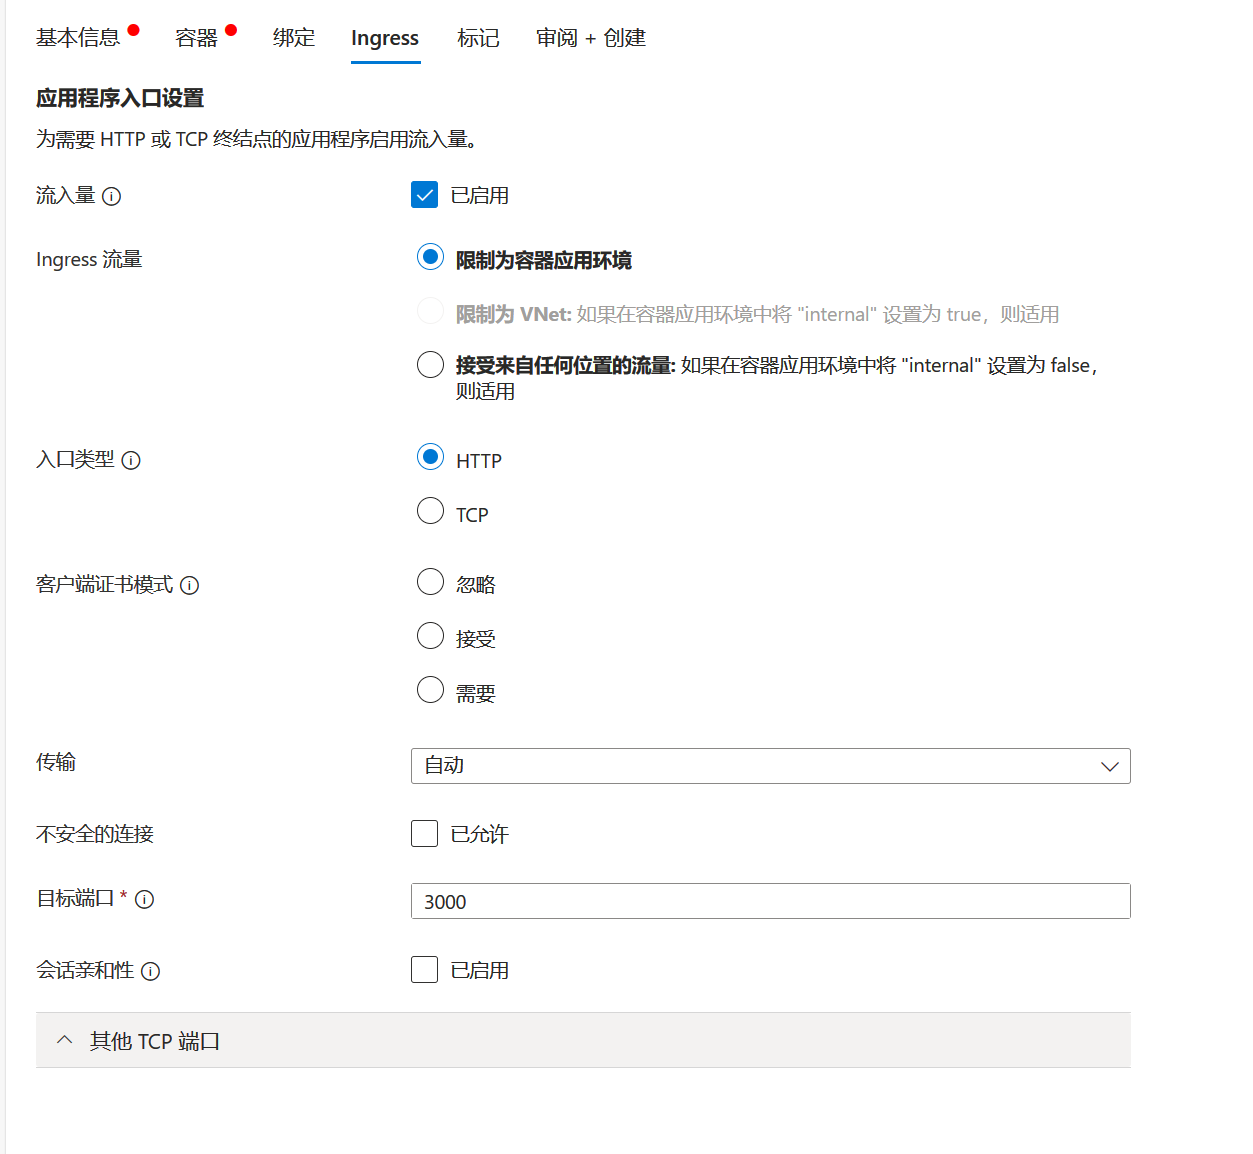 基本信息 容器 绑定 Ingress 标记 审阅 + 创建
应用程序入口设置
为需要 HTTP 或 TCP 终结点的应用程序启用流入量。
流入量 已启用
Ingress 流量 限制为容器应用环境
限制为 VNet: 如果在容器应用环境中将 "internal" 设置为 true，则适用
接受来自任何位置的流量: 如果在容器应用环境中将 "internal" 设置为 false，
则适用
入口类型 HTTP
TCP
客户端证书模式 忽略
接受
需要
传输 自动
不安全的连接 已允许
目标端口 * 3000
会话亲和性 已启用
其他 TCP 端口